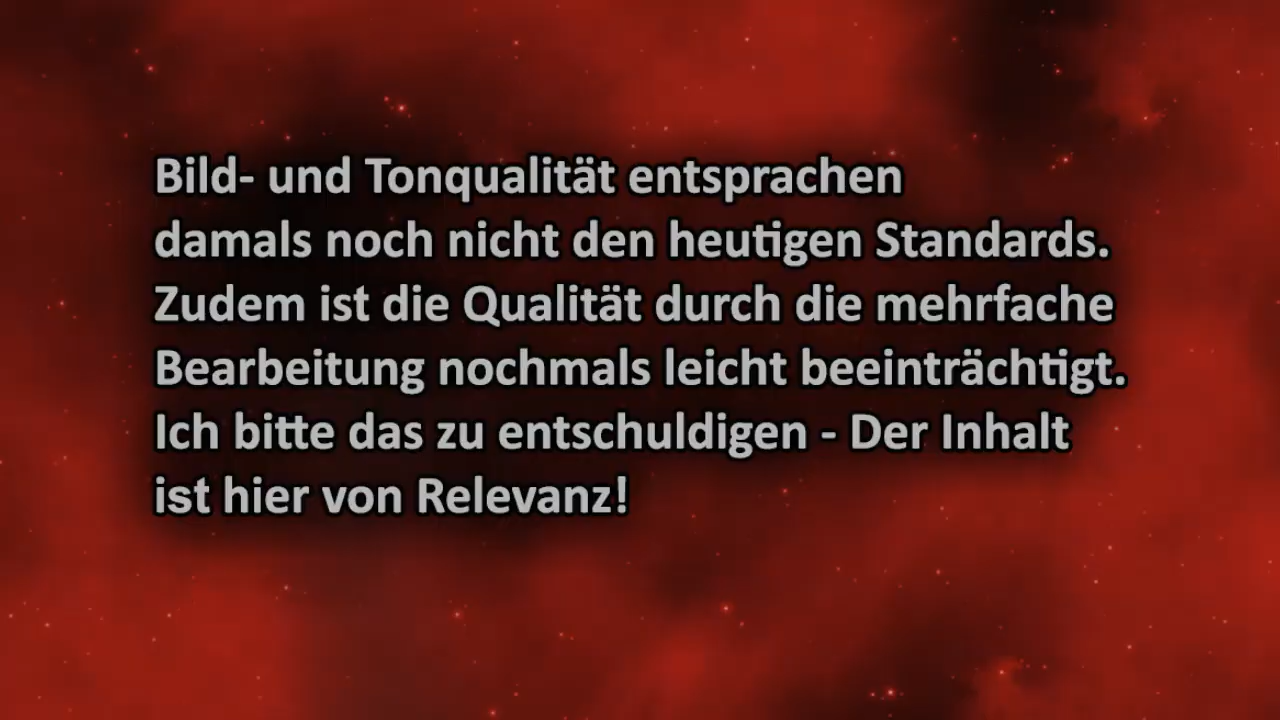 Bild- und Tonqualität entsprachen
damals noch nicht den heutigen Standards.
Zudem ist die Qualität durch die mehrfache
Bearbeitung nochmals leicht beeinträchtigt.
Ich bitte das zu entschuldigen - Der Inhalt
ist hier von Relevanz!